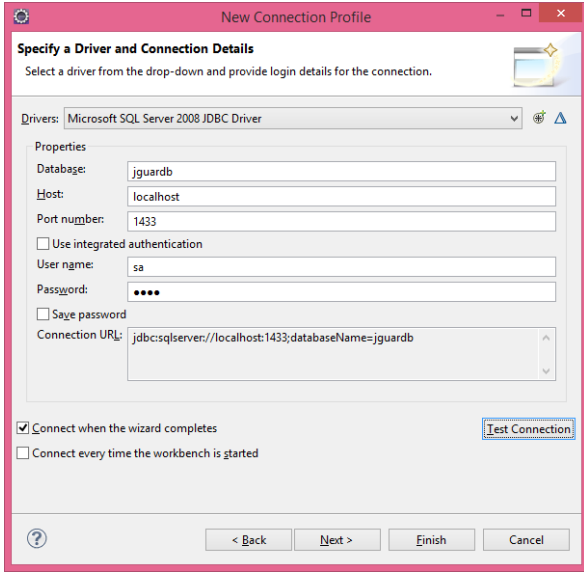 New Connection Profile
Specify a Driver and Connection Details
Select a driver from the drop-down and provide login details for the connection.
Drivers: Microsoft SQL Server 2008 JDBC Driver
Properties
Database: jguardb
Host: localhost
Port number: 1433
Use integrated authentication
User name: sa
Password: ●●●●
Save password
Connection URL: jdbc:sqlserver://localhost:1433;databaseName=jguardb
Connect when the wizard completes
Test Connection
Connect every time the workbench is started
? < Back Next > Finish Cancel